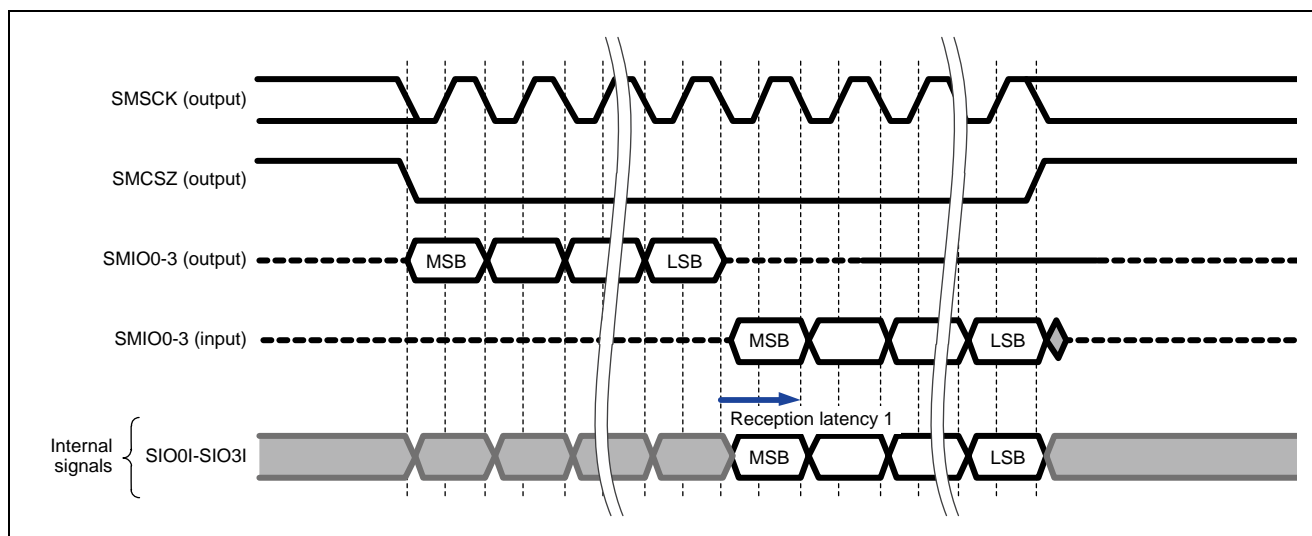 SMSCK (output)
SMCSZ (output)
SMIO0-3 (output)
MSB
LSB
SMIO0-3 (input)
MSB
LSB
Reception latency 1
Internal
signals
SIO0I-SIO3I
MSB
LSB